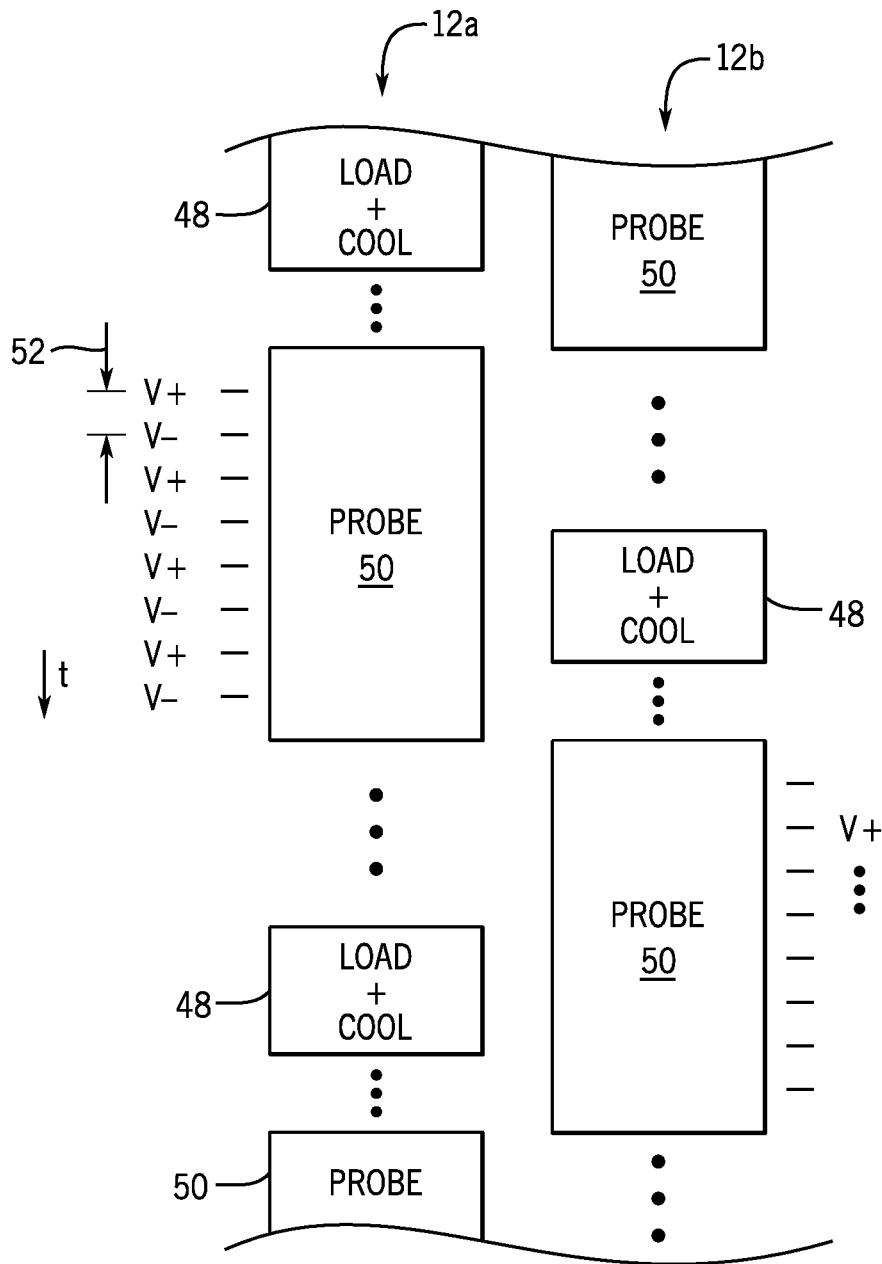 12a
12b
48
LOAD
+
COOL
PROBE
50
52
V+
V–
V+
V–
V+
V–
V+
V–
t
PROBE
50
LOAD
+
COOL
48
V+
PROBE
50
48
LOAD
+
COOL
50
PROBE